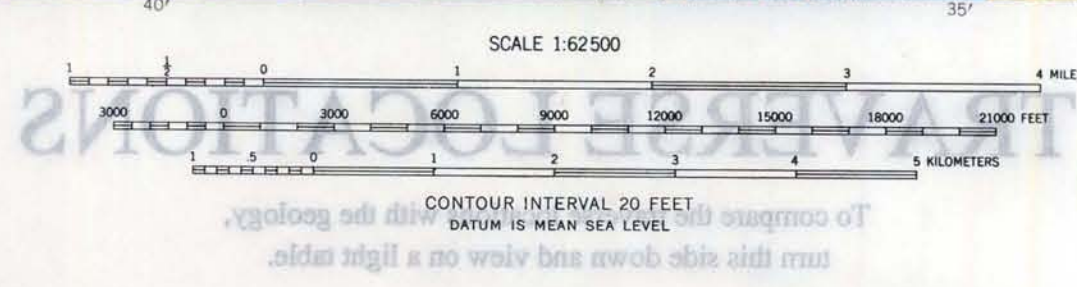 40′ 35′
SCALE 1:62500
1 1/2 0 1 2 3 4 MILE
TRAVERSE LOCATIONS
3000 0 3000 6000 9000 12000 15000 18000 21000 FEET
1 .5 0 1 2 3 4 5 KILOMETERS
CONTOUR INTERVAL 20 FEET
To compare the traverse locations with the geology,
DATUM IS MEAN SEA LEVEL
turn this side down and view on a light table.